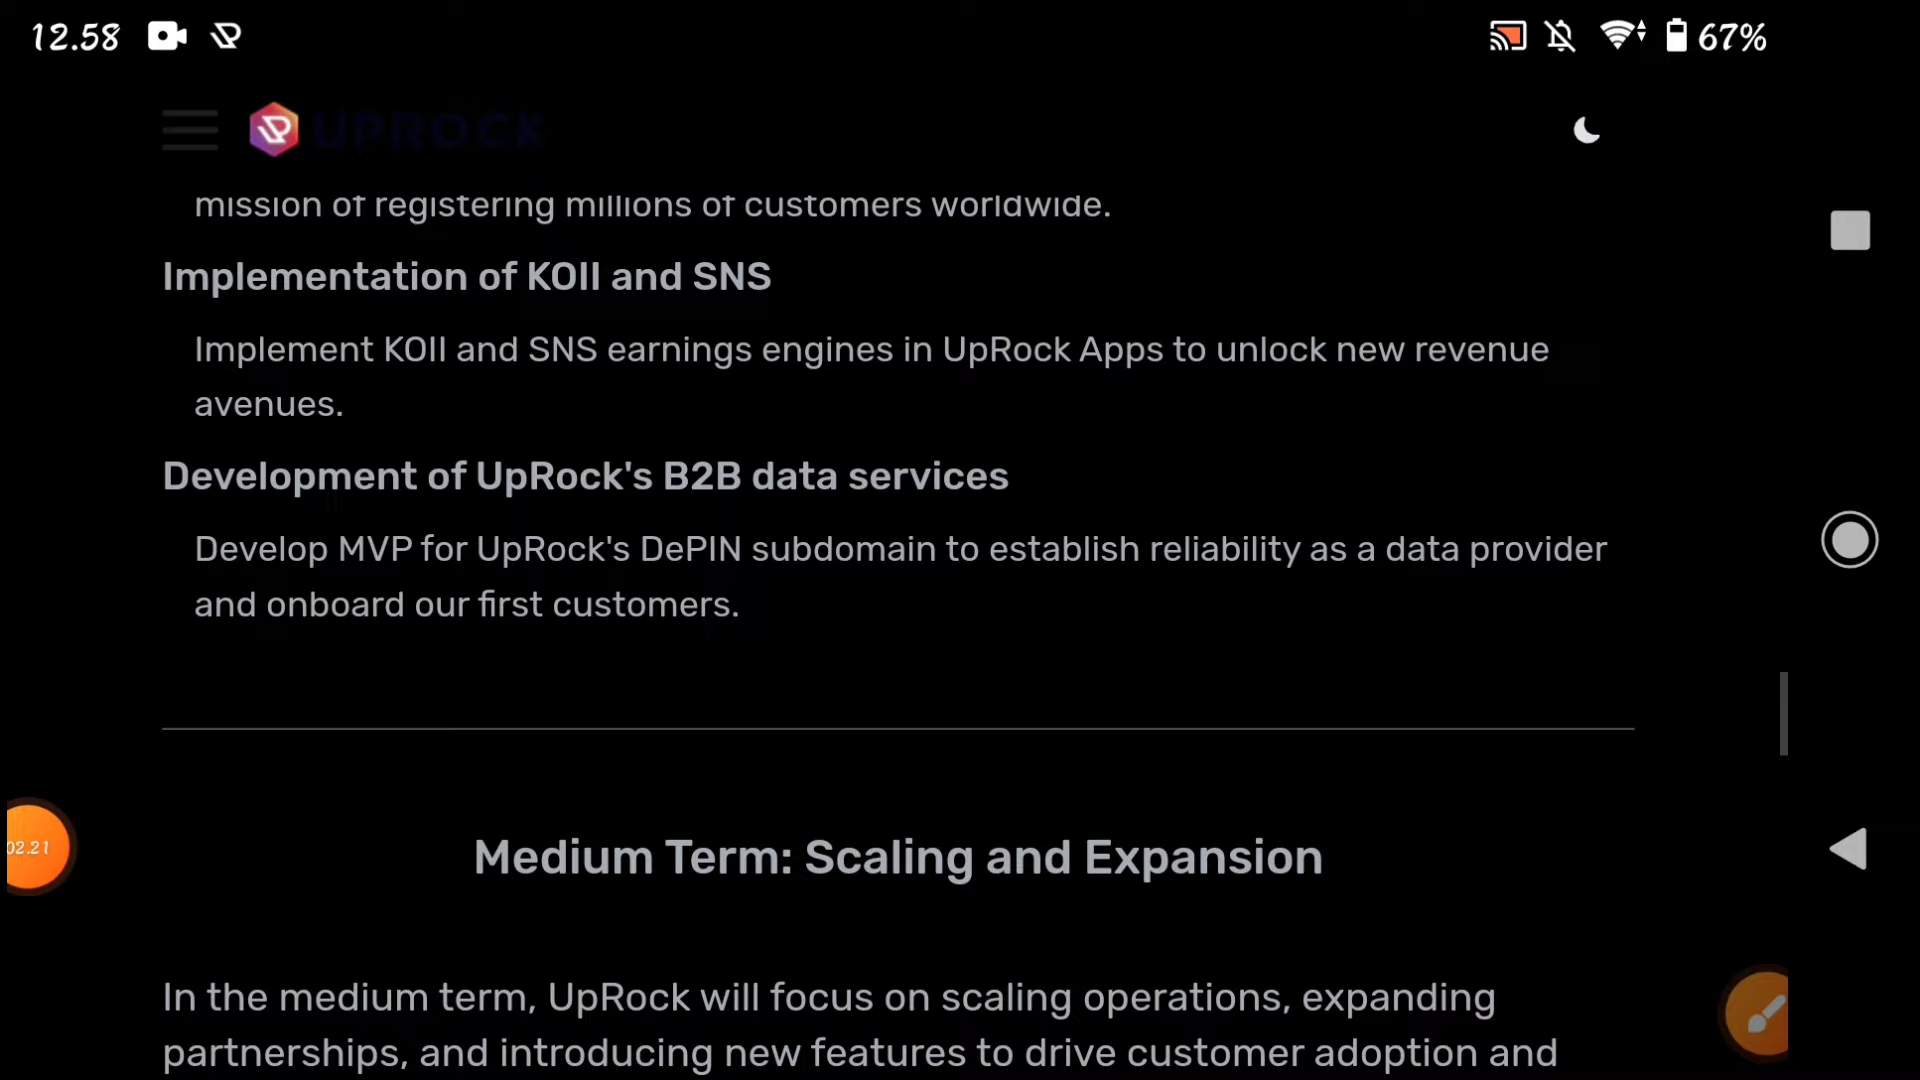 12.58
67%
UPROCK
mission of registering millions of customers worldwide.
Implementation of KOII and SNS
Implement KOII and SNS earnings engines in UpRock Apps to unlock new revenue
avenues.
Development of UpRock's B2B data services
Develop MVP for UpRock's DePIN subdomain to establish reliability as a data provider
and onboard our first customers.
02.21
Medium Term: Scaling and Expansion
In the medium term, UpRock will focus on scaling operations, expanding
partnerships, and introducing new features to drive customer adoption and